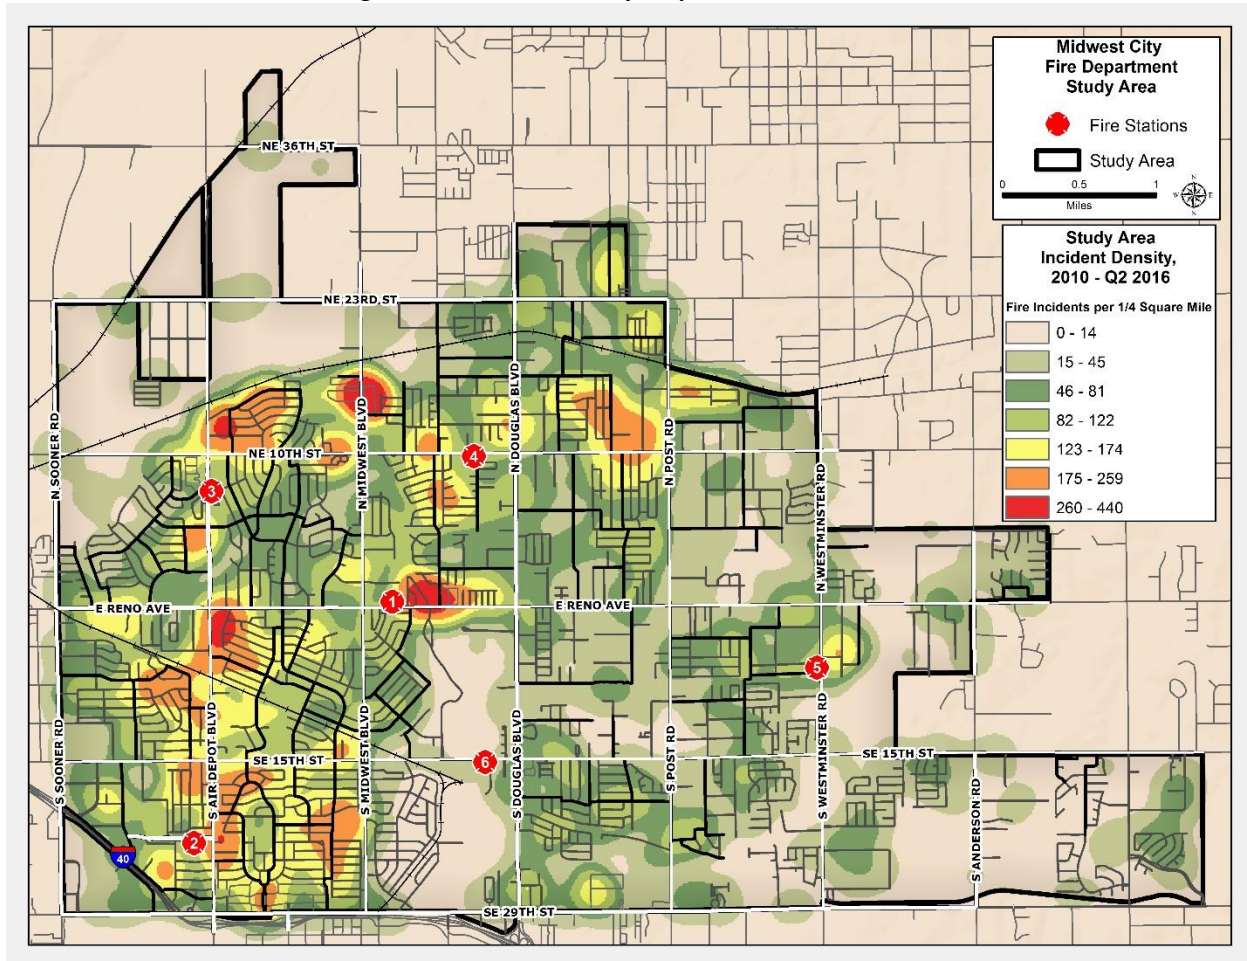 Midwest City
Fire Department
Study Area
Fire Stations
Study Area
0 0.5 1
Miles
N
W E
S
Study Area
Incident Density,
2010 - Q2 2016
Fire Incidents per 1/4 Square Mile
0 - 14
15 - 45
46 - 81
82 - 122
123 - 174
175 - 259
260 - 440
NE 36TH ST
NE 23RD ST
N SOONER RD
N MIDWEST BLVD
N DOUGLAS BLVD
N POST RD
NE 10TH ST
4
3
N WESTMINSTER RD
1
E RENO AVE
E RENO AVE
5
S SOONER RD
S AIR DEPOT BLVD
S MIDWEST BLVD
S DOUGLAS BLVD
S POST RD
S WESTMINSTER RD
SE 15TH ST
6
SE 15TH ST
S ANDERSON RD
2
40
SE 29TH ST